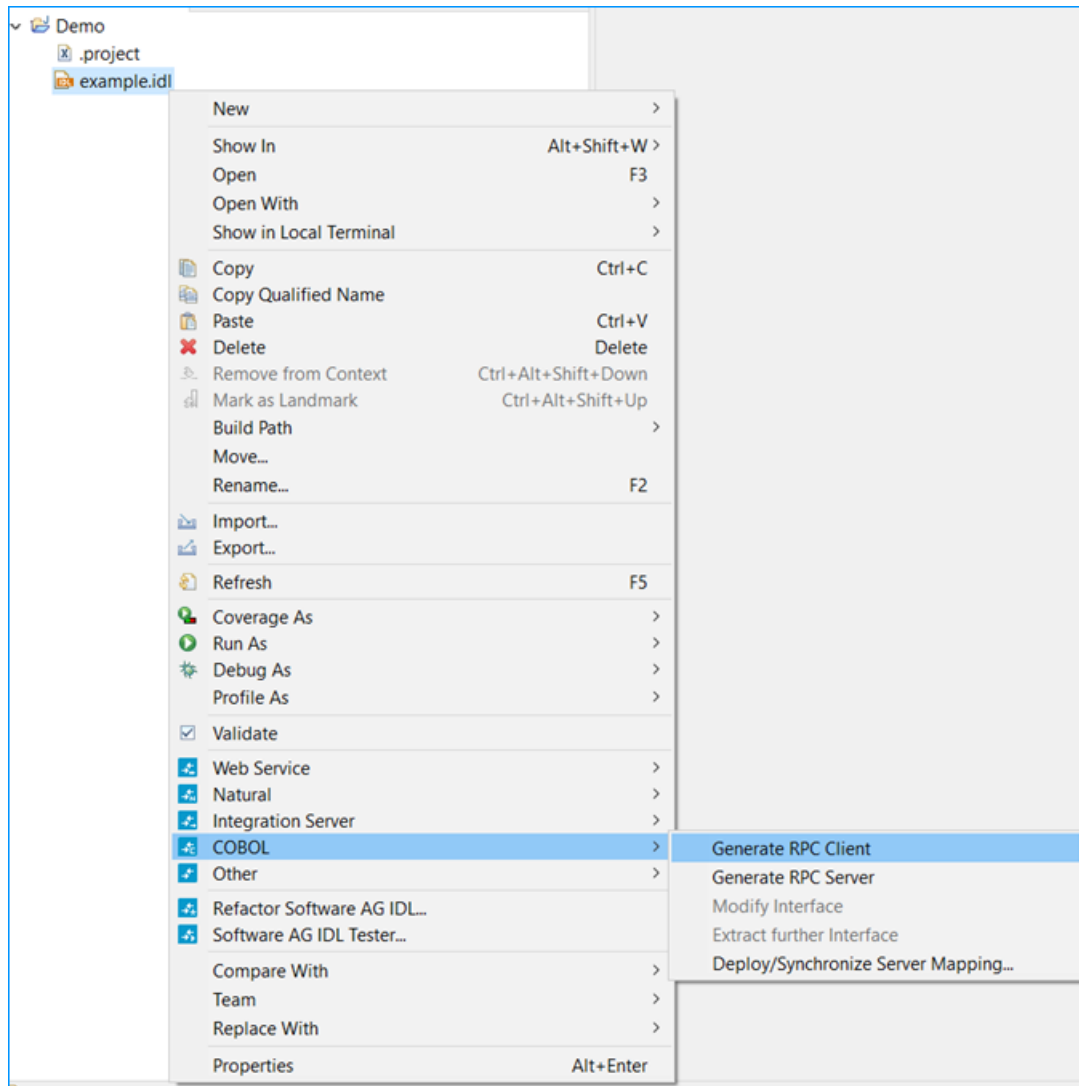 Demo
.project
example.idl
New
Show In Alt+Shift+W
Open F3
Open With
Show in Local Terminal
Copy Ctrl+C
Copy Qualified Name
Paste Ctrl+V
Delete Delete
Remove from Context Ctrl+Alt+Shift+Down
Mark as Landmark Ctrl+Alt+Shift+Up
Build Path
Move...
Rename... F2
Import...
Export...
Refresh F5
Coverage As
Run As
Debug As
Profile As
Validate
Web Service
Natural
Integration Server
COBOL
Generate RPC Client
Other
Generate RPC Server
Modify Interface
Refactor Software AG IDL...
Extract further Interface
Software AG IDL Tester...
Deploy/Synchronize Server Mapping...
Compare With
Team
Replace With
Properties Alt+Enter